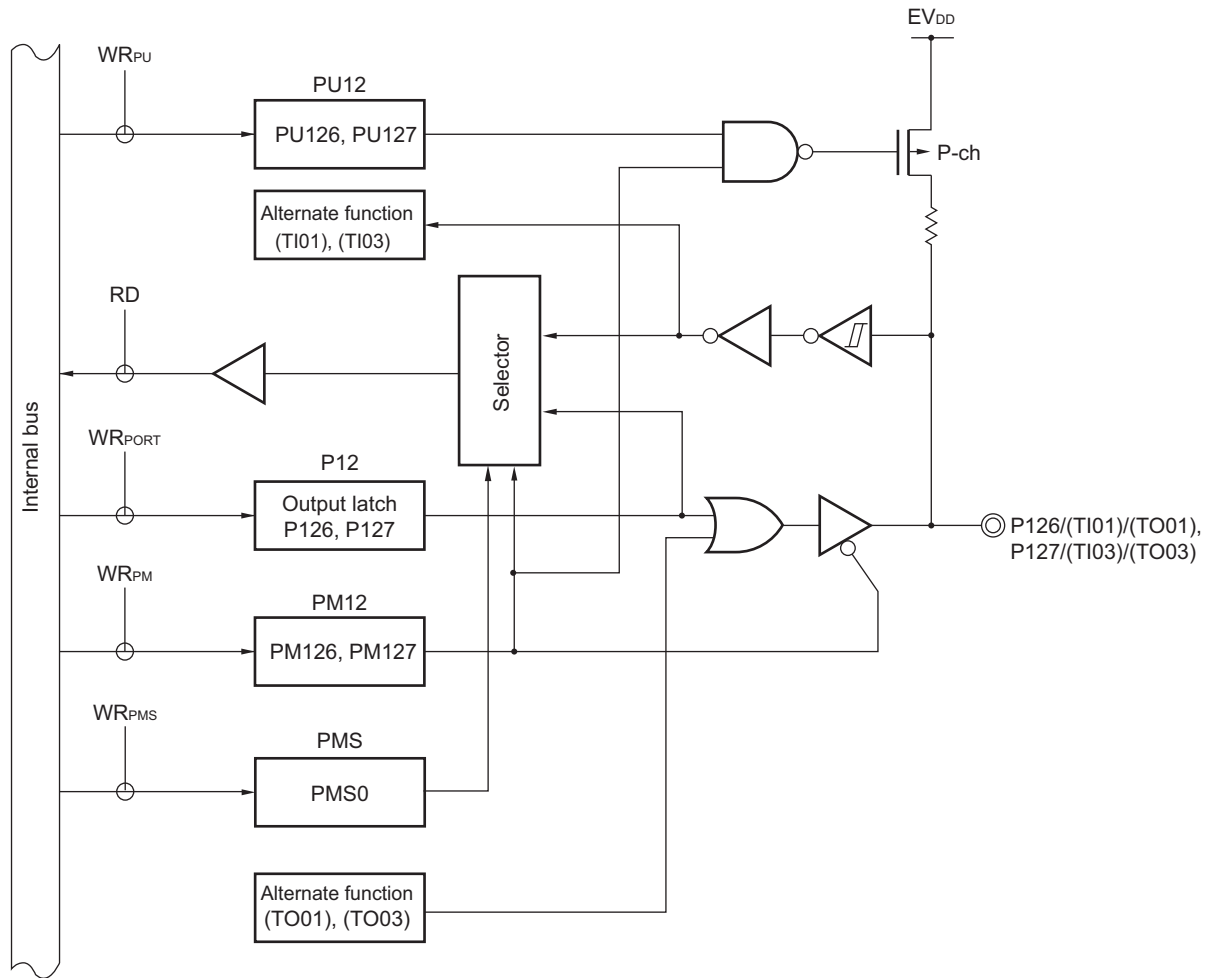 EVDD
WRPU
PU12
PU126, PU127
P-ch
Alternate function
(TI01), (TI03)
RD
Selector
Internal bus
WRPORT
P12
Output latch
P126, P127
P126/(TI01)/(TO01),
P127/(TI03)/(TO03)
WRPM
PM12
PM126, PM127
WRPMS
PMS
PMS0
Alternate function
(TO01), (TO03)